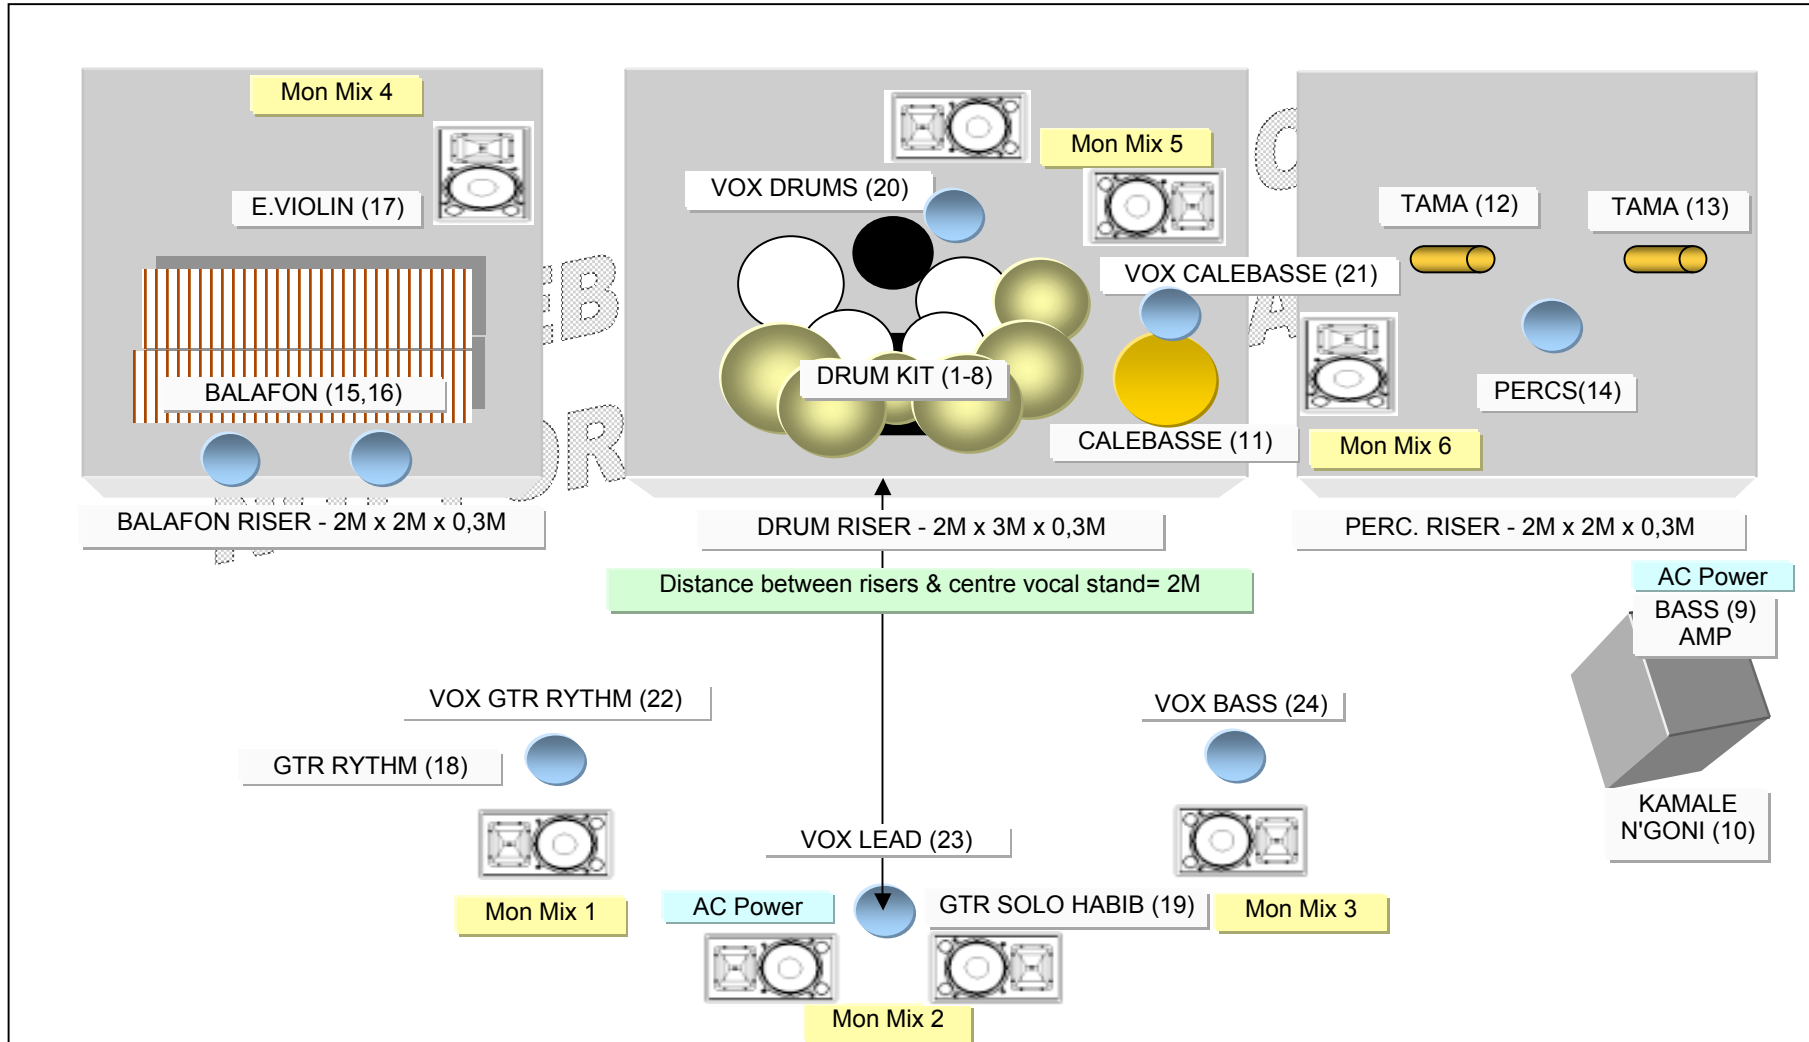 Mon Mix 4
Mon Mix 5
VOX DRUMS (20)
E.VIOLIN (17)
TAMA (12)
TAMA (13)
VOX CALEBASSE (21)
DRUM KIT (1-8)
BALAFON (15,16)
PERCS(14)
CALEBASSE (11)
Mon Mix 6
BALAFON RISER - 2M x 2M x 0,3M
DRUM RISER - 2M x 3M x 0,3M
PERC. RISER - 2M x 2M x 0,3M
Distance between risers & centre vocal stand= 2M
AC Power
BASS (9)
AMP
VOX GTR RYTHM (22)
VOX BASS (24)
GTR RYTHM (18)
KAMALE
N'GONI (10)
VOX LEAD (23)
Mon Mix 1
AC Power
GTR SOLO HABIB (19)
Mon Mix 3
Mon Mix 2